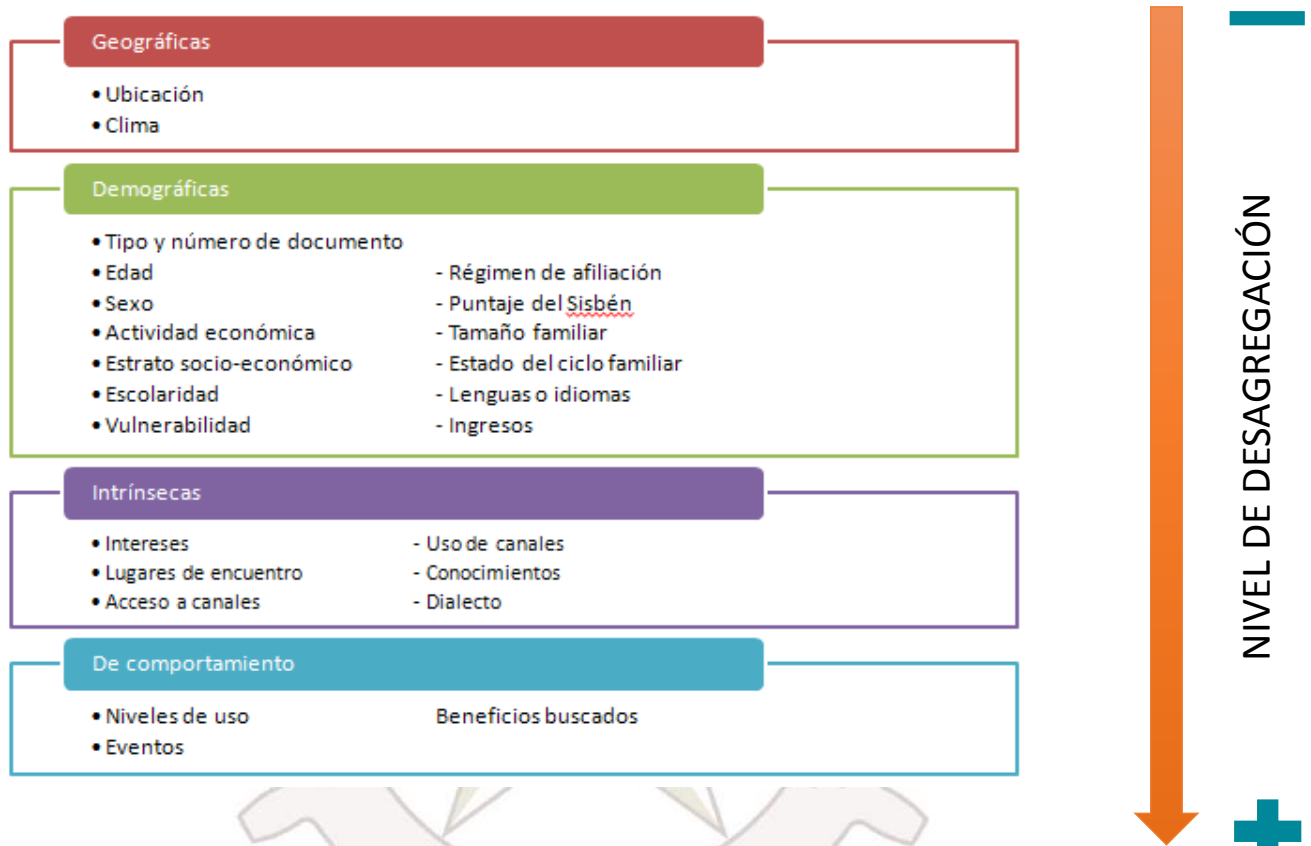 Geográficas
• Ubicación
• Clima
Demográficas
• Tipo y número de documento
• Edad - Régimen de afiliación
• Sexo - Puntaje del Sisbén
• Actividad económica - Tamaño familiar
• Estrato socio-económico - Estado del ciclo familiar
• Escolaridad - Lenguas o idiomas
• Vulnerabilidad - Ingresos
Intrínsecas
• Intereses - Uso de canales
• Lugares de encuentro - Conocimientos
• Acceso a canales - Dialecto
De comportamiento
• Niveles de uso Beneficios buscados
• Eventos
NIVEL DE DESAGREGACIÓN